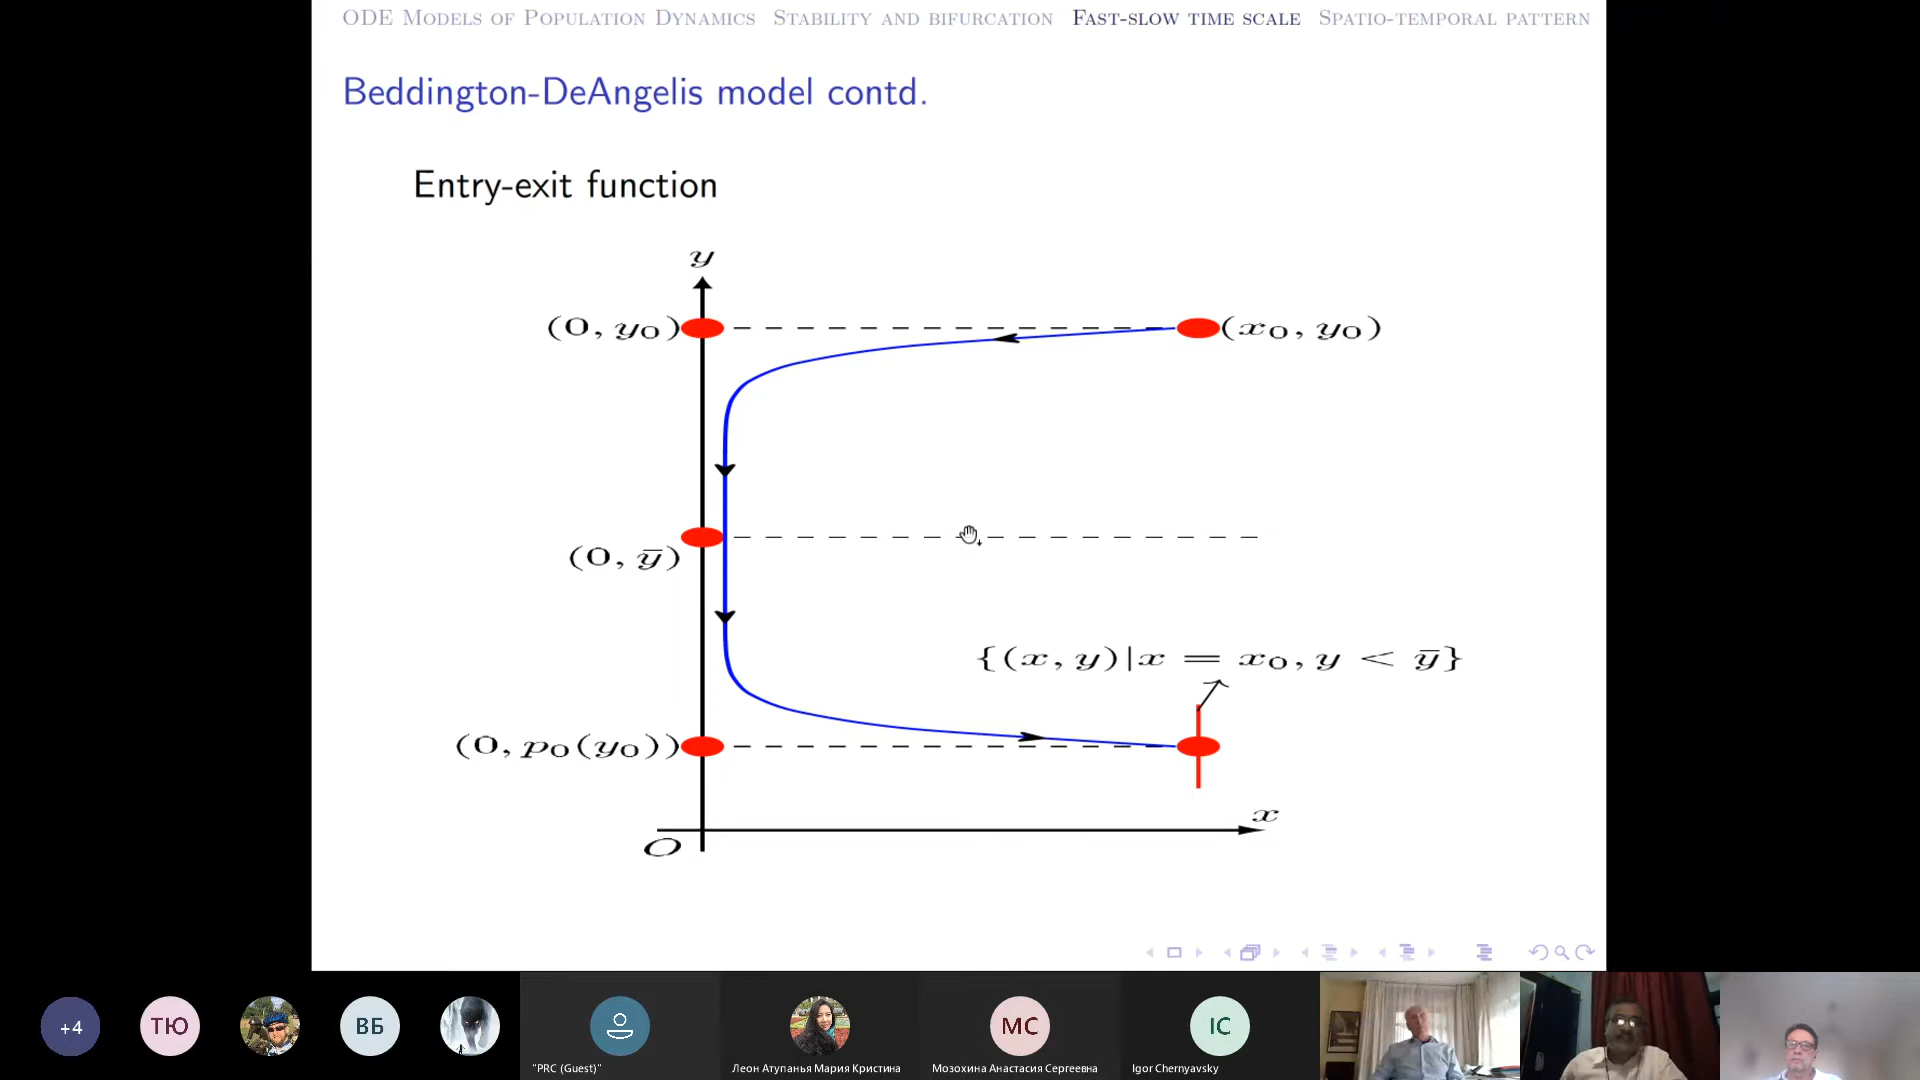 ODE Models of Population Dynamics Stability and bifurcation Fast-slow time scale Spatio-temporal pattern
Beddington-DeAngelis model contd.
Entry-exit function
y
(0, y₀) (x₀, y₀)
(0, ȳ)
{(x, y)|x = x₀, y < ȳ}
(0, p₀(y₀))
x
O
+4 ТЮ ВБ МС IC
"PRC (Guest)" Леон Атупанья Мария Кристина Мозохина Анастасия Сергеевна Igor Chernyavsky